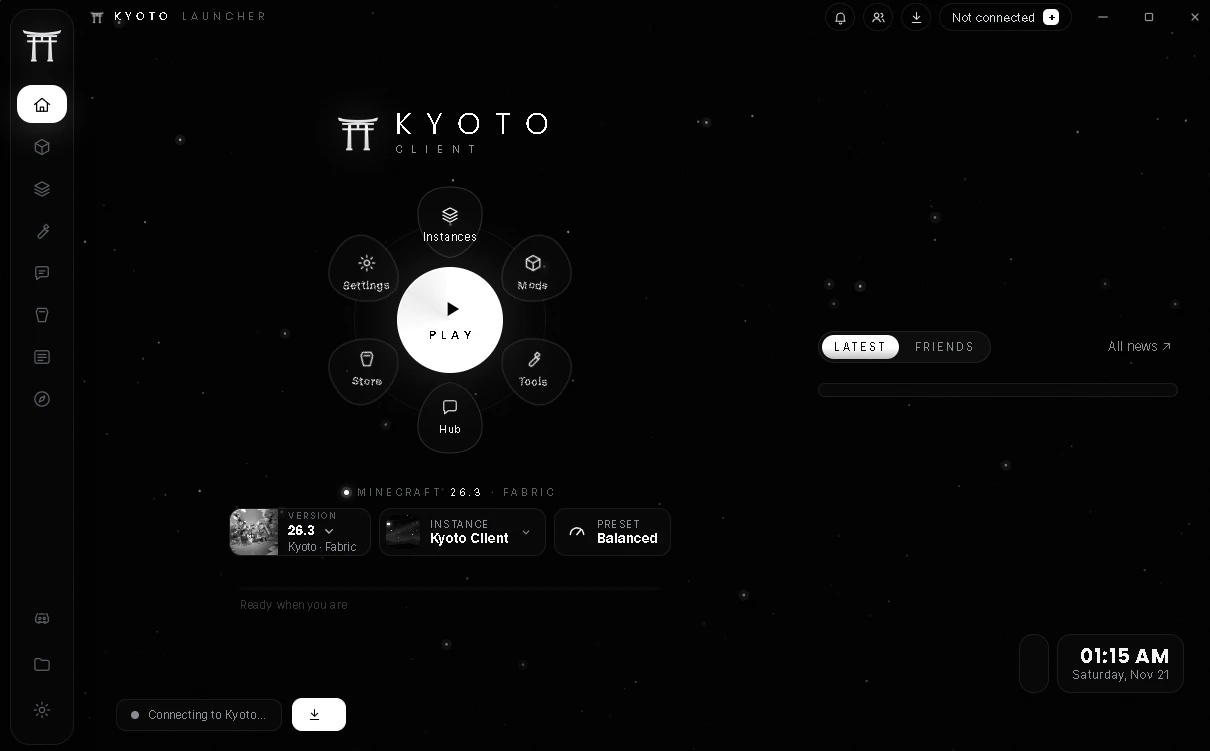 KYOTO LAUNCHER
Not connected
KYOTO
CLIENT
Instances
Settings
Mods
PLAY
Store
Tools
Hub
LATEST
FRIENDS
All news ↗
MINECRAFT 26.3 · FABRIC
VERSION
26.3
Kyoto · Fabric
INSTANCE
Kyoto Client
PRESET
Balanced
Ready when you are
01:15 AM
Saturday, Nov 21
Connecting to Kyoto...